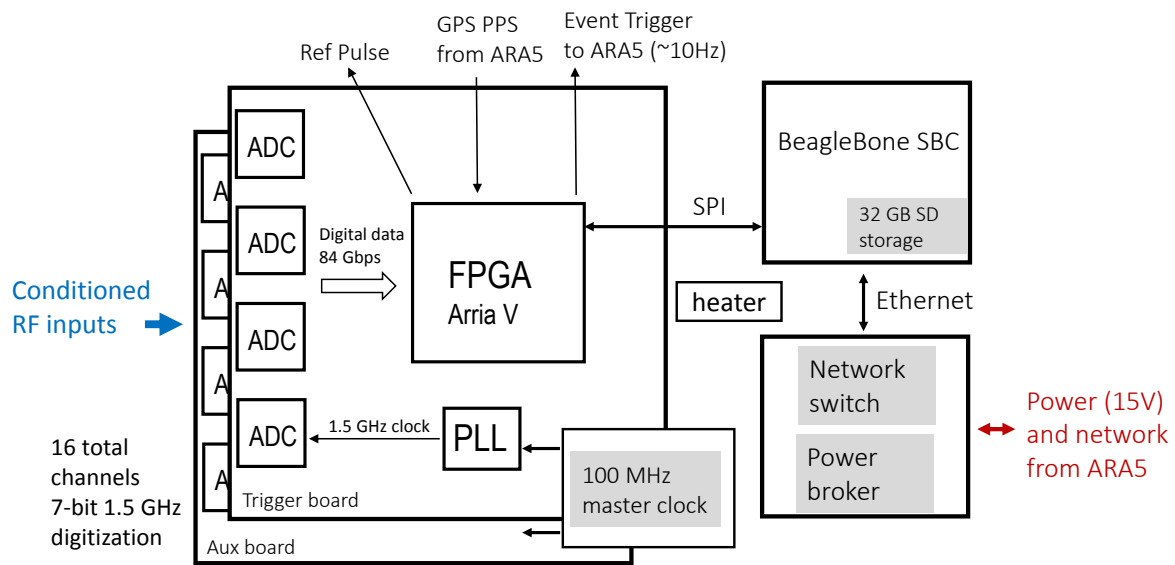 Ref Pulse
GPS PPS
from ARA5
Event Trigger
to ARA5 (~10Hz)
ADC
ADC
ADC
ADC
A
A
A
A
Digital data
84 Gbps
FPGA
Arria V
SPI
BeagleBone SBC
32 GB SD
storage
heater
Ethernet
Conditioned
RF inputs
Network
switch
Power
broker
Power (15V)
and network
from ARA5
1.5 GHz clock
PLL
100 MHz
master clock
16 total
channels
7-bit 1.5 GHz
digitization
Trigger board
Aux board